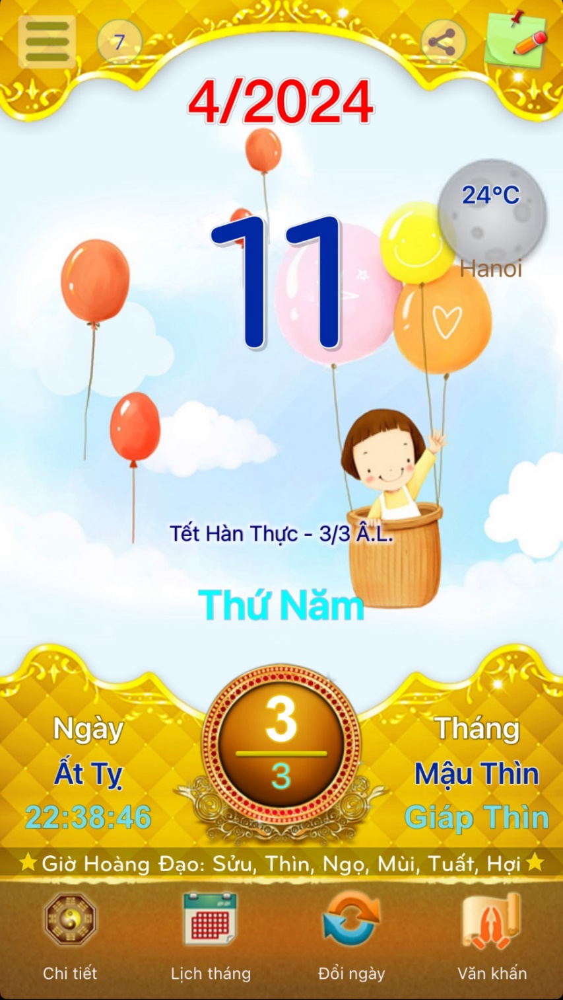 7
4/2024
24°C
11
Hanoi
Tết Hàn Thực - 3/3 Â.L.
Thứ Năm
3
Ngày
Tháng
Ất Tỵ
3
Mậu Thìn
22:38:46
Giáp Thìn
Giờ Hoàng Đạo: Sửu, Thìn, Ngọ, Mùi, Tuất, Hợi
Chi tiết
Lịch tháng
Đổi ngày
Văn khấn